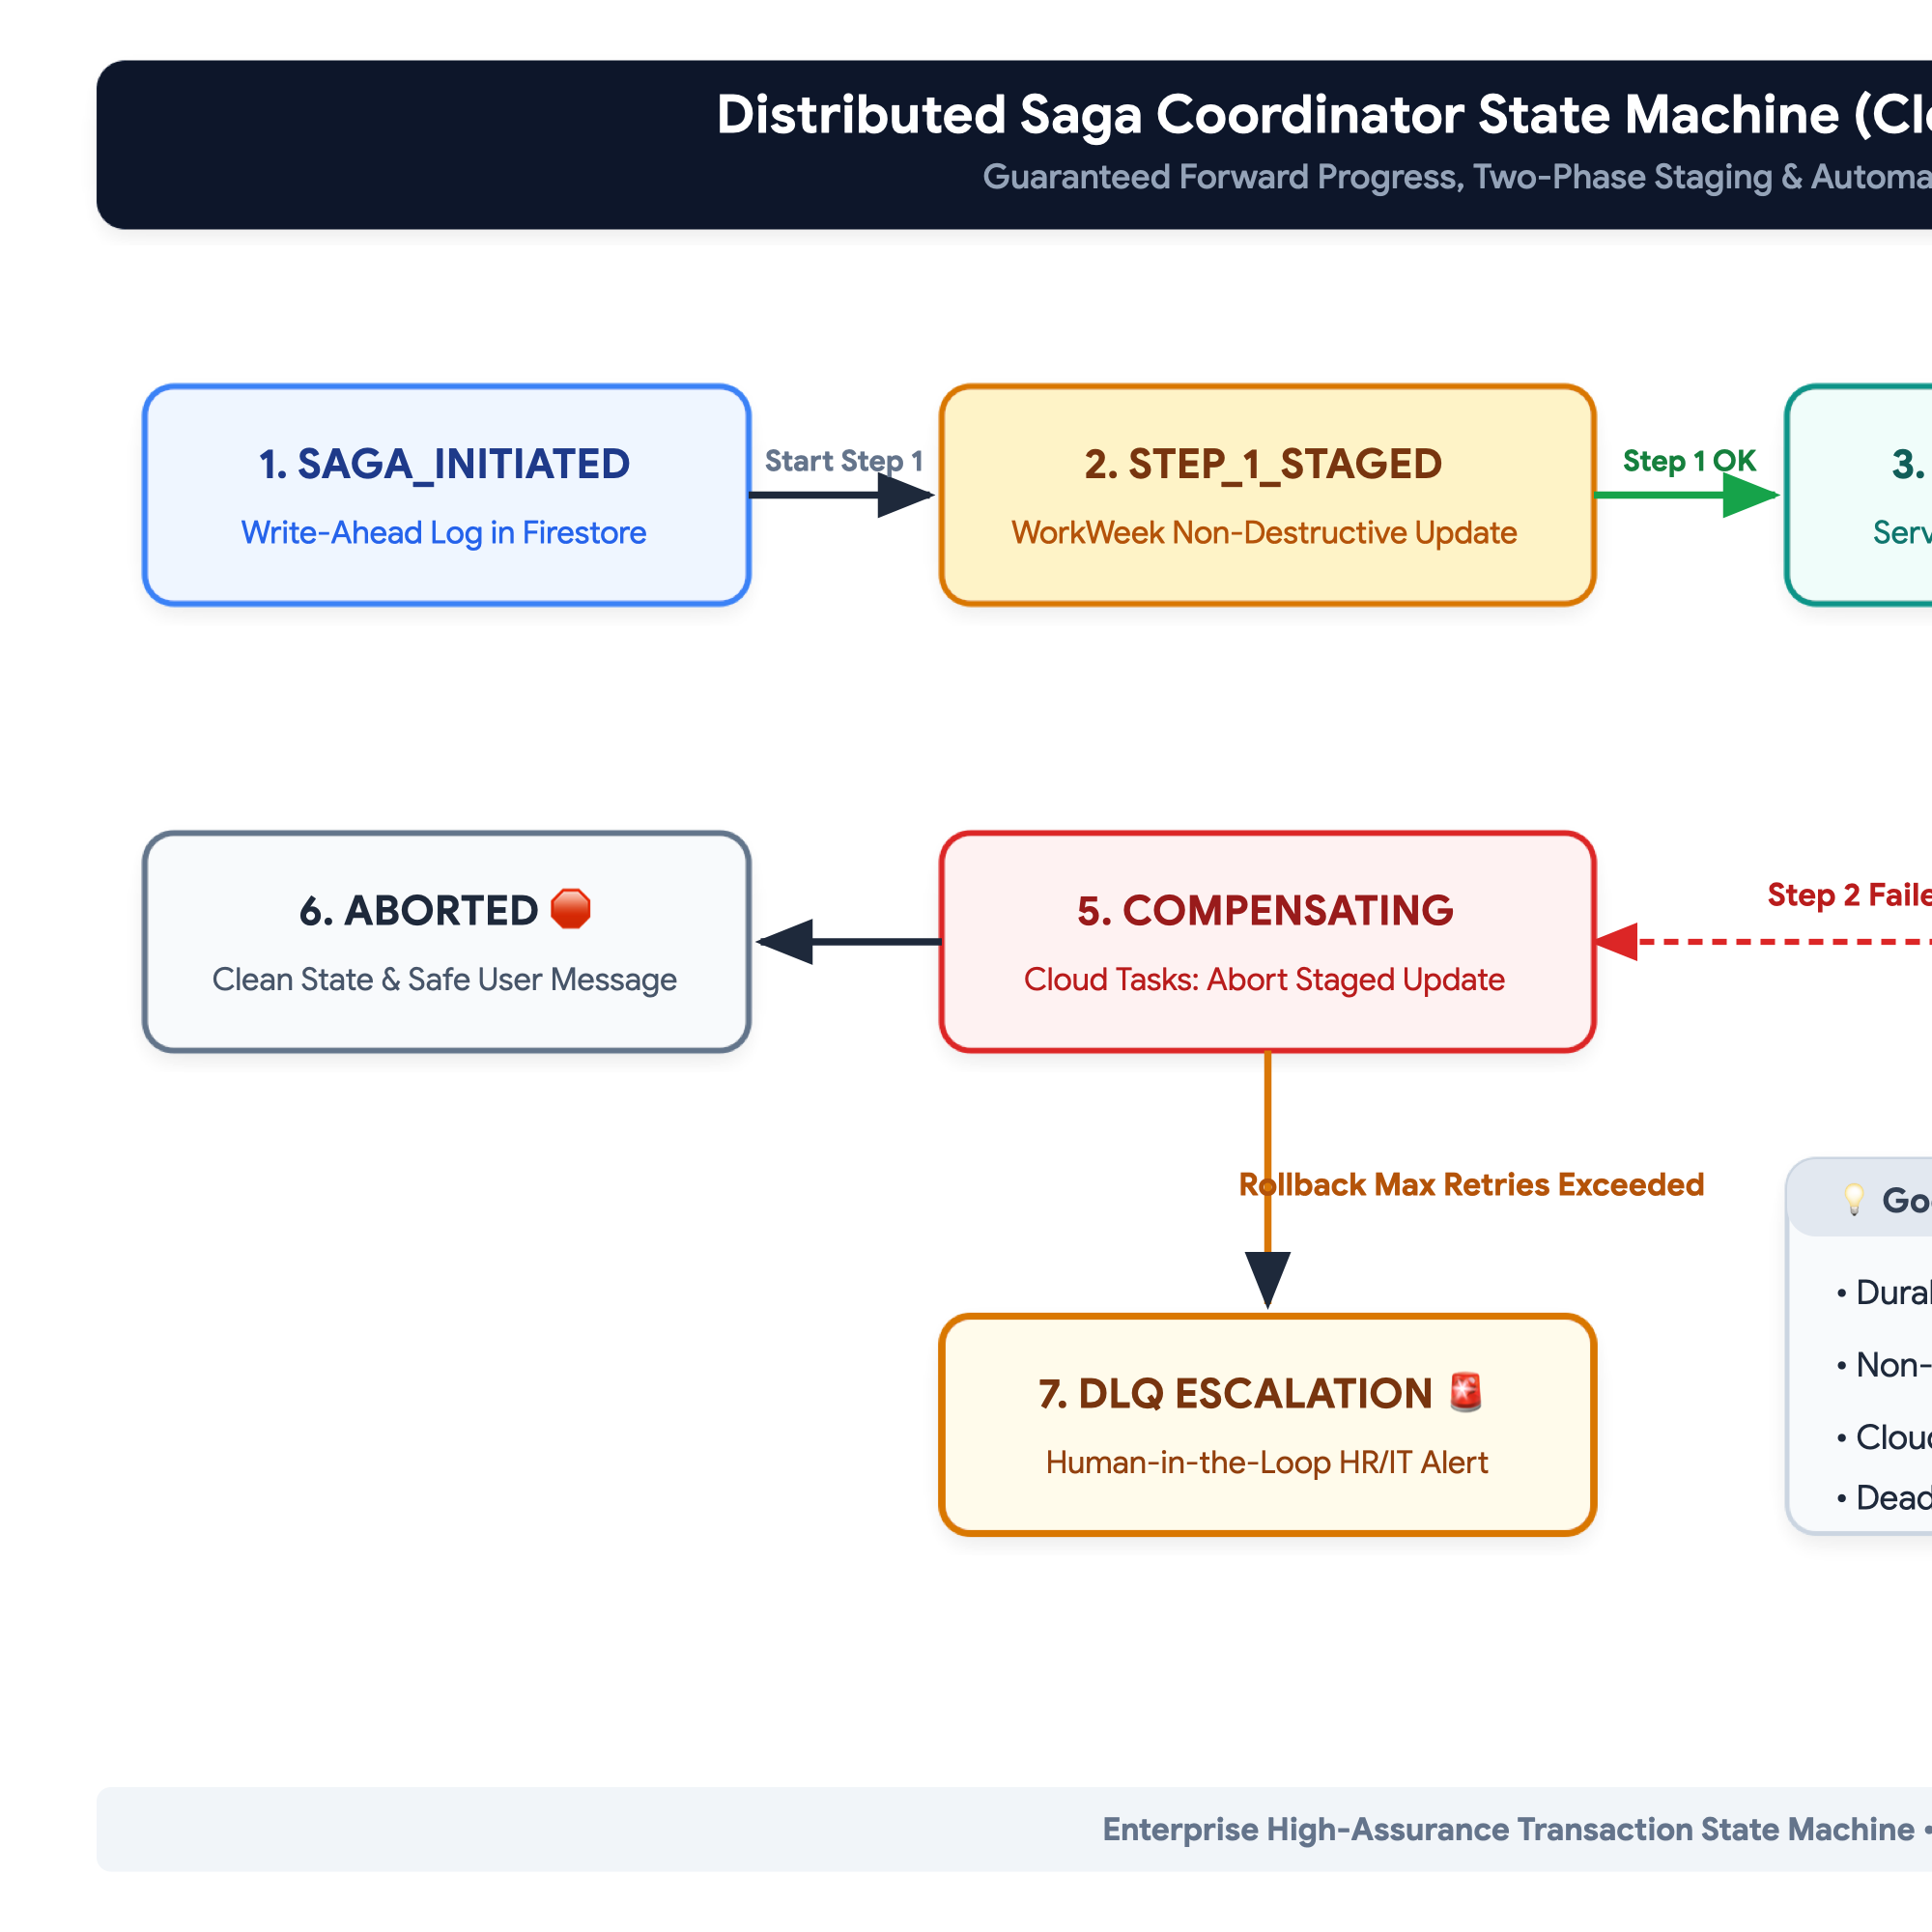 Distributed Saga Coordinator State Machine
Guaranteed Forward Progress, Two-Phase Staging &
1. SAGA_INITIATED
Write-Ahead Log in Firestore
Start Step 1
2. STEP_1_STAGED
WorkWeek Non-Destructive Update
Step 1 OK
3.
6. ABORTED 🛑
Clean State & Safe User Message
5. COMPENSATING
Cloud Tasks: Abort Staged Update
Step 2
Rollback Max Retries Exceeded
7. DLQ ESCALATION 🚨
Human-in-the-Loop HR/IT Alert
💡
• 
• Non-
• 
• 
Enterprise High-Assurance Transaction State Machine •